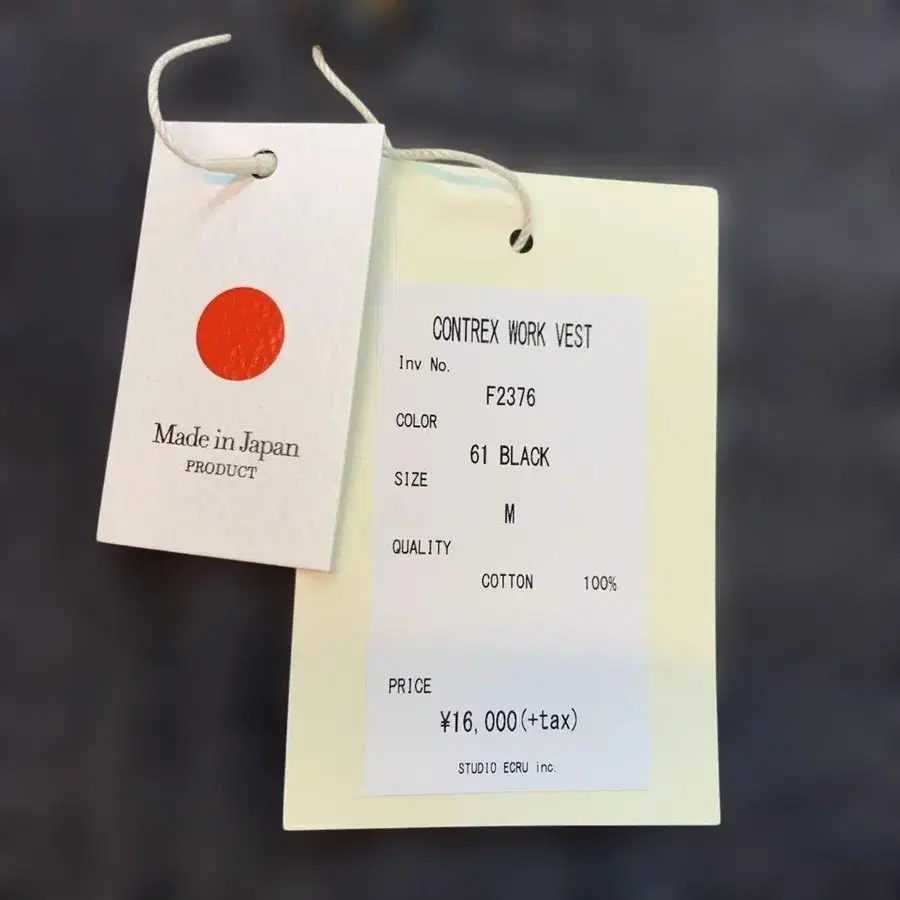 Made in Japan
PRODUCT
CONTREX WORK VEST
Inv No.
F2376
COLOR
61 BLACK
SIZE
M
QUALITY
COTTON 100%
PRICE
¥16,000(+tax)
STUDIO ECRU inc.